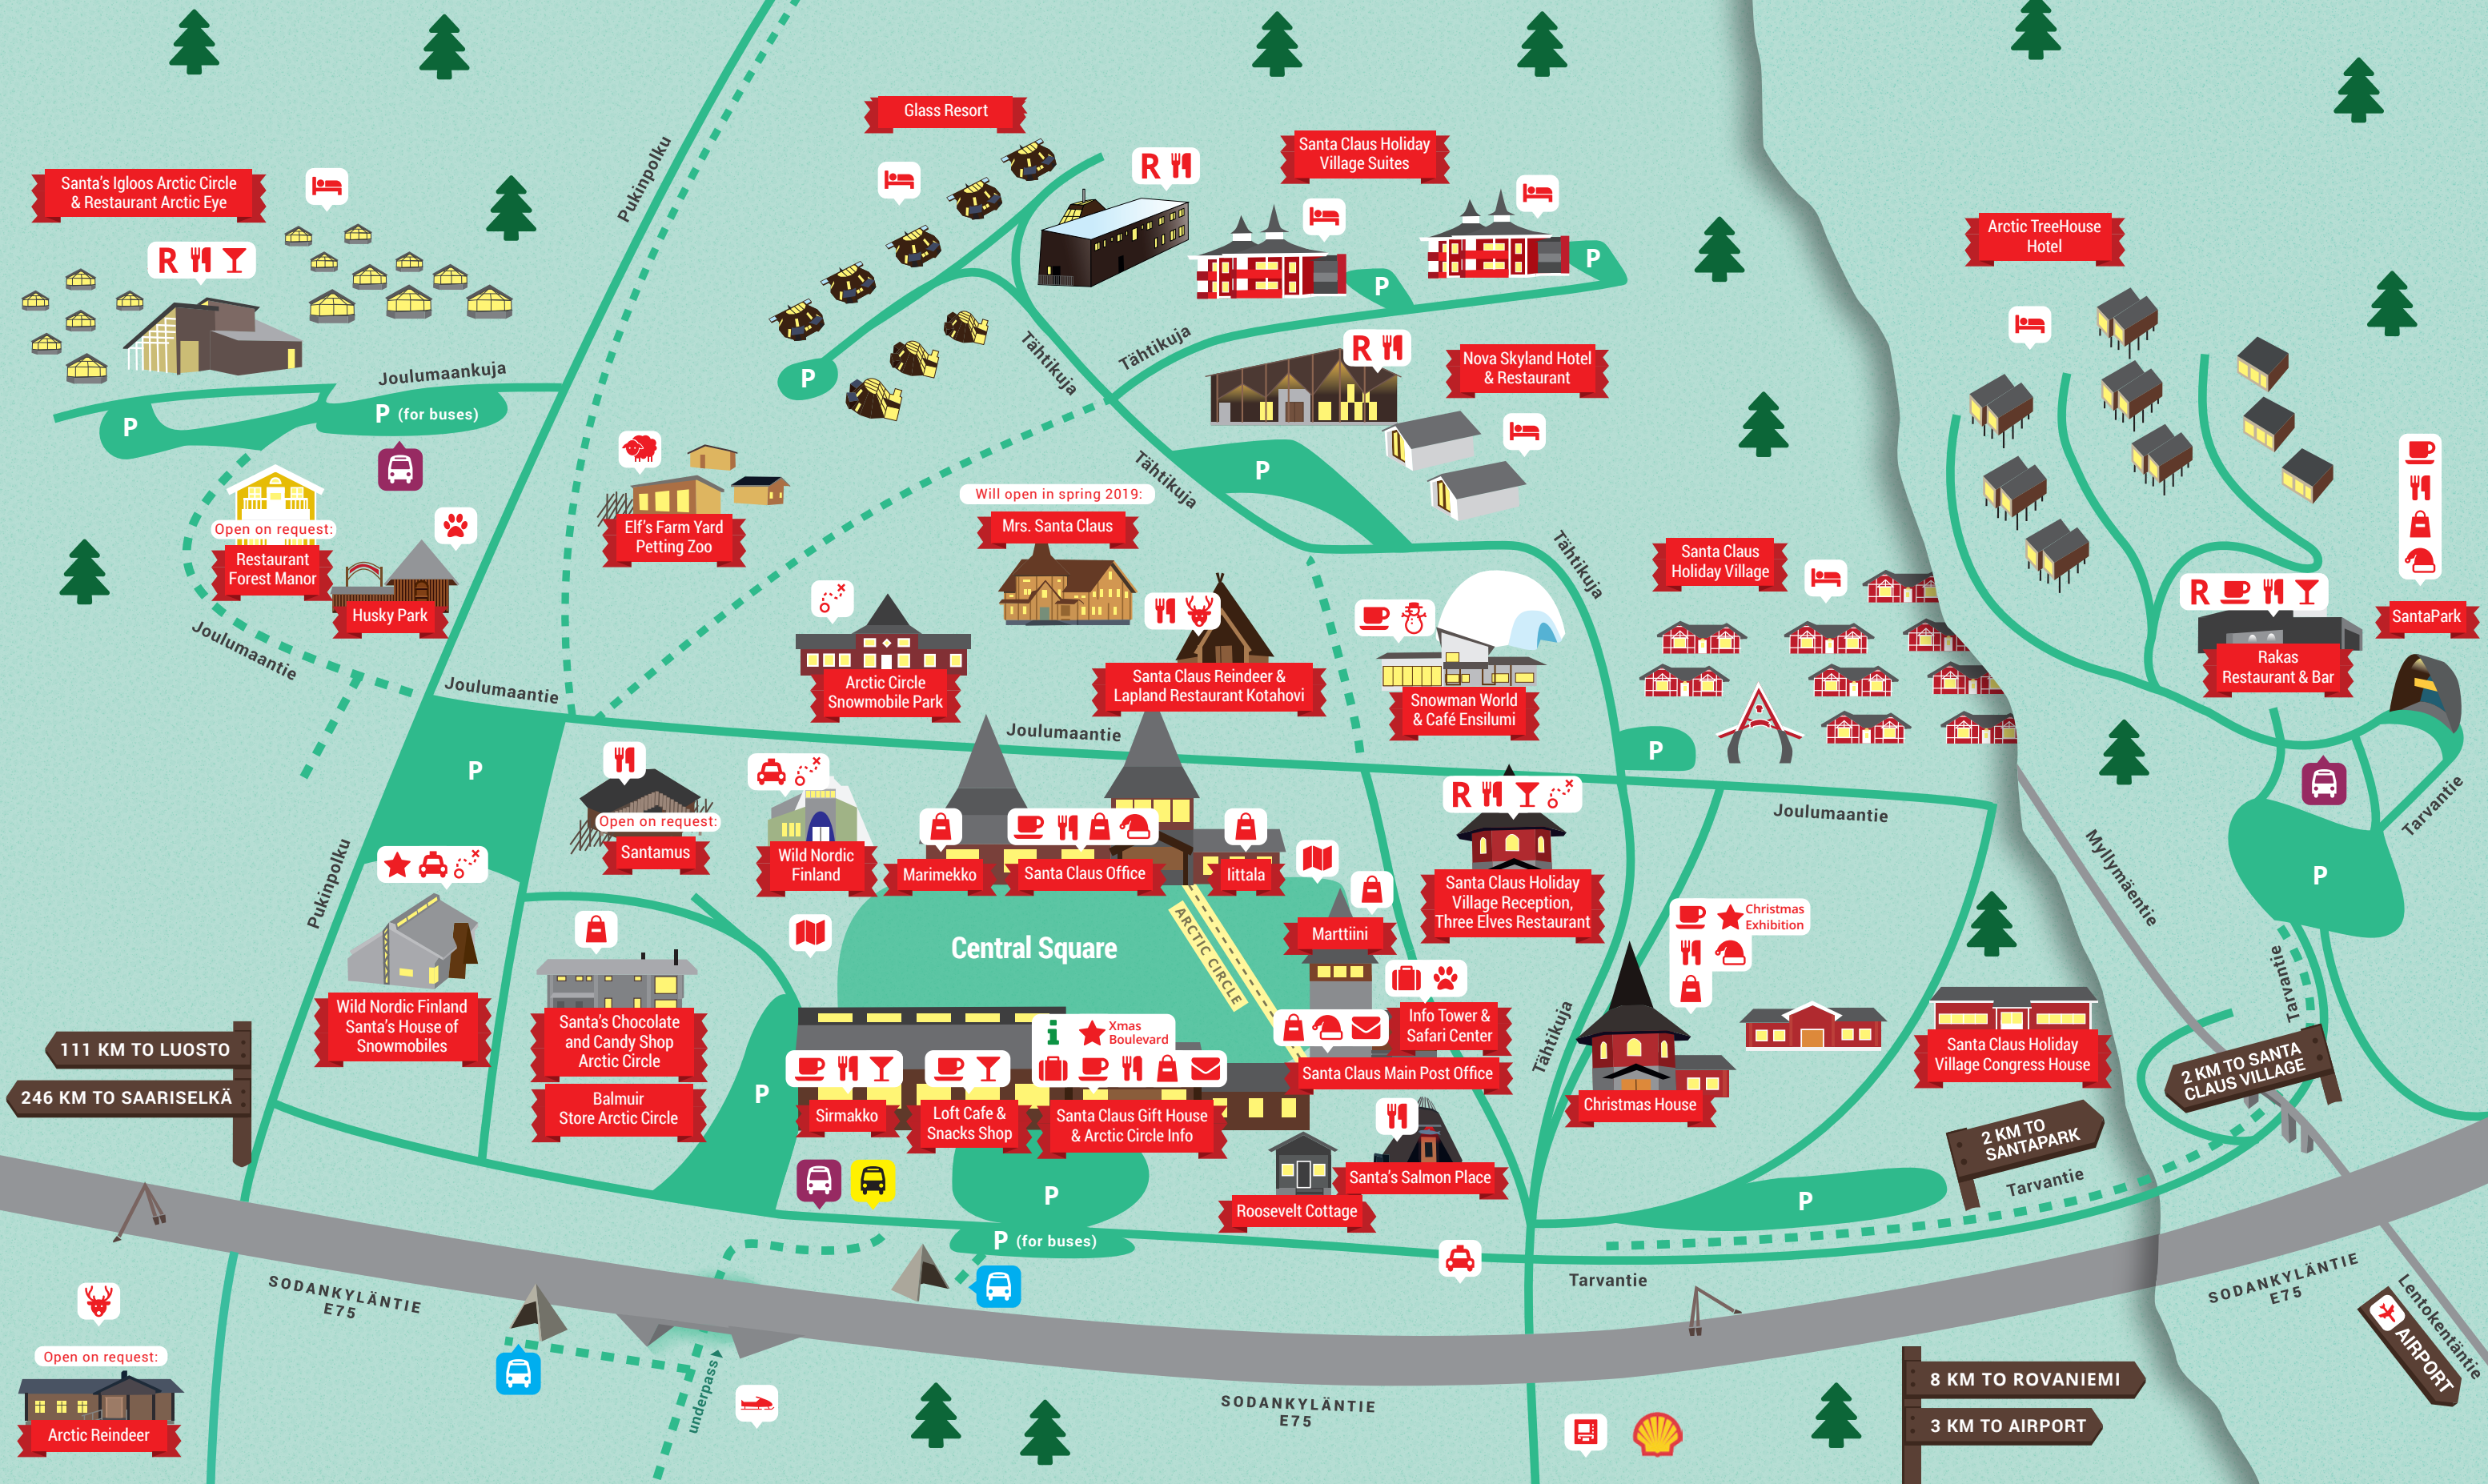 Glass Resort
Santa Claus Holiday
Village Suites
Santa's Igloos Arctic Circle
& Restaurant Arctic Eye
R
R
Pukinpolku
Arctic TreeHouse
Hotel
P
P
Tähtikuja
Tähtikuja
R
Nova Skyland Hotel
& Restaurant
Joulumaankuja
P
P (for buses)
P
P
Tähtikuja
Will open in spring 2019:
Mrs. Santa Claus
Elf's Farm Yard
Petting Zoo
Open on request:
Restaurant
Forest Manor
Husky Park
Tähtikuja
Santa Claus
Holiday Village
R
SantaPark
Rakas
Restaurant & Bar
Joulumaantie
Joulumaantie
Arctic Circle
Snowmobile Park
Santa Claus Reindeer &
Lapland Restaurant Kotahovi
Snowman World
& Café Ensilumi
Joulumaantie
P
P
R
Joulumaantie
Tarvantie
Open on request:
Santamus
Wild Nordic
Finland
Marimekko
Santa Claus Office
Iittala
Santa Claus Holiday
Village Reception,
Three Elves Restaurant
Pukinpolku
Myllymäentie
P
Christmas
Exhibition
Central Square
ARCTIC CIRCLE
Marttiini
Tarvantie
Wild Nordic Finland
Santa's House of
Snowmobiles
Santa's Chocolate
and Candy Shop
Arctic Circle
Balmuir
Store Arctic Circle
Info Tower &
Safari Center
i
Xmas
Boulevard
Santa Claus Main Post Office
Tähtikuja
Christmas House
Santa Claus Holiday
Village Congress House
111 KM TO LUOSTO
246 KM TO SAARISELKÄ
P
Sirmakko
Loft Cafe &
Snacks Shop
Santa Claus Gift House
& Arctic Circle Info
2 KM TO SANTA
CLAUS VILLAGE
2 KM TO
SANTAPARK
Tarvantie
P
P
Santa's Salmon Place
Roosevelt Cottage
P (for buses)
Tarvantie
SODANKYLÄNTIE
E75
SODANKYLÄNTIE
E75
Lentokentäntie
AIRPORT
Open on request:
Arctic Reindeer
underpass
SODANKYLÄNTIE
E75
8 KM TO ROVANIEMI
3 KM TO AIRPORT